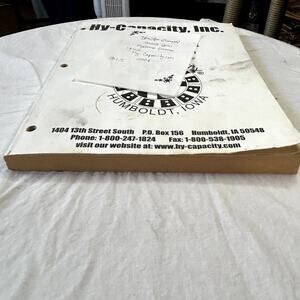 Hy-Capacity, Inc.
HUMBOLDT, IOWA
1404 13th Street South P.O. Box 156 Humboldt, IA 50548
Phone: 1-800-247-1824 Fax: 1-800-538-1905
visit our website at: www.hy-capacity.com